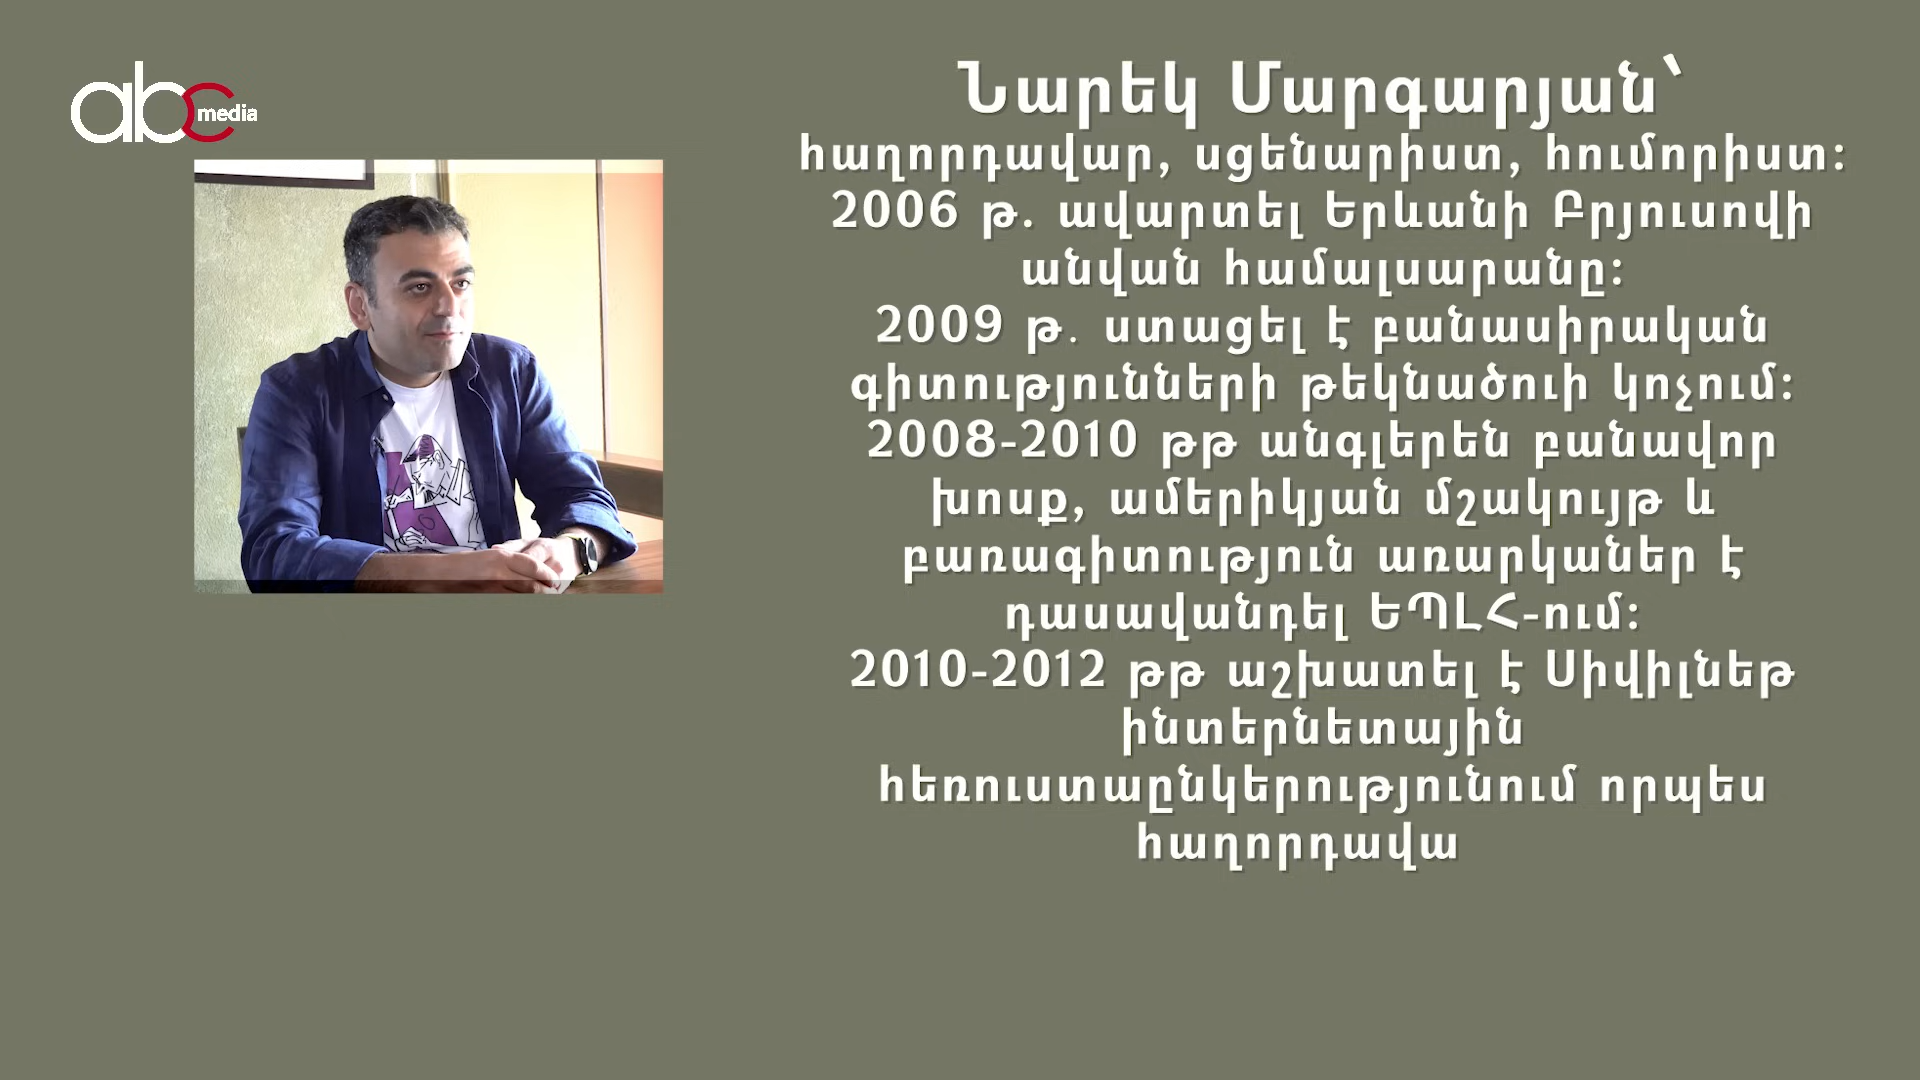 abc media
Նարեկ Մարգարյան՝
հաղորդավար, սցենարիստ, հումորիստ:
2006 թ. ավարտել Երևանի Բրյուսովի
անվան համալսարանը:
2009 թ. ստացել է բանասիրական
գիտությունների թեկնածուի կոչում:
2008-2010 թթ անգլերեն բանավոր
խոսք, ամերիկյան մշակույթ և
բառագիտություն առարկաներ է
դասավանդել ԵՊԼՀ-ում:
2010-2012 թթ աշխատել է Սիվիլնեթ
ինտերնետային
հեռուստաընկերությունում որպես
հաղորդավա